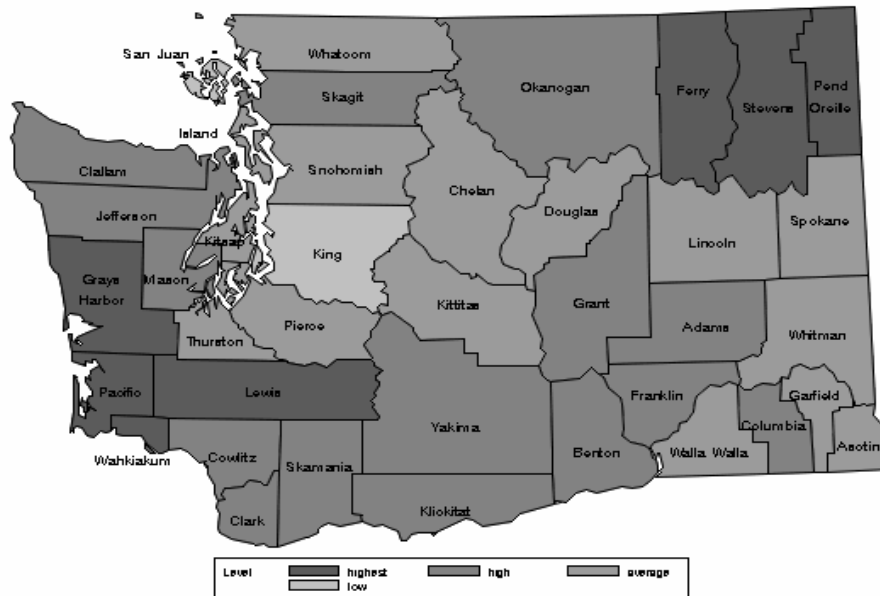 San Juan
Whatcom
Skagit
Okanogan
Ferry
Stevens
Pend
Oreille
Island
Clallam
Snohomish
Chelan
Jefferson
Douglas
Spokane
Kitsap
King
Lincoln
Grays
Harbor
Mason
Kittitas
Grant
Pierce
Adams
Thurston
Whitman
Pacific
Lewis
Franklin
Garfield
Yakima
Columbia
Wahkiakum
Cowlitz
Skamania
Benton
Walla Walla
Asotin
Clark
Klickitat
Level highest high average
low